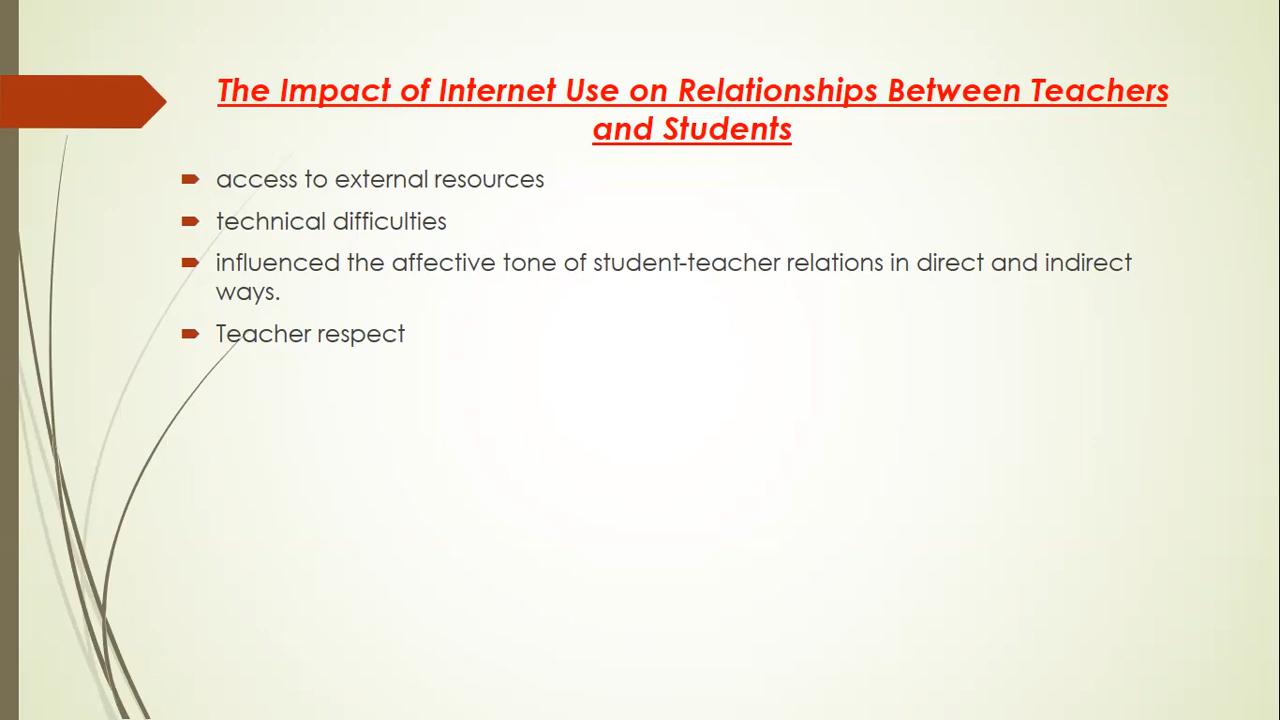 The Impact of Internet Use on Relationships Between Teachers
and Students
access to external resources
technical difficulties
influenced the affective tone of student-teacher relations in direct and indirect
ways.
Teacher respect